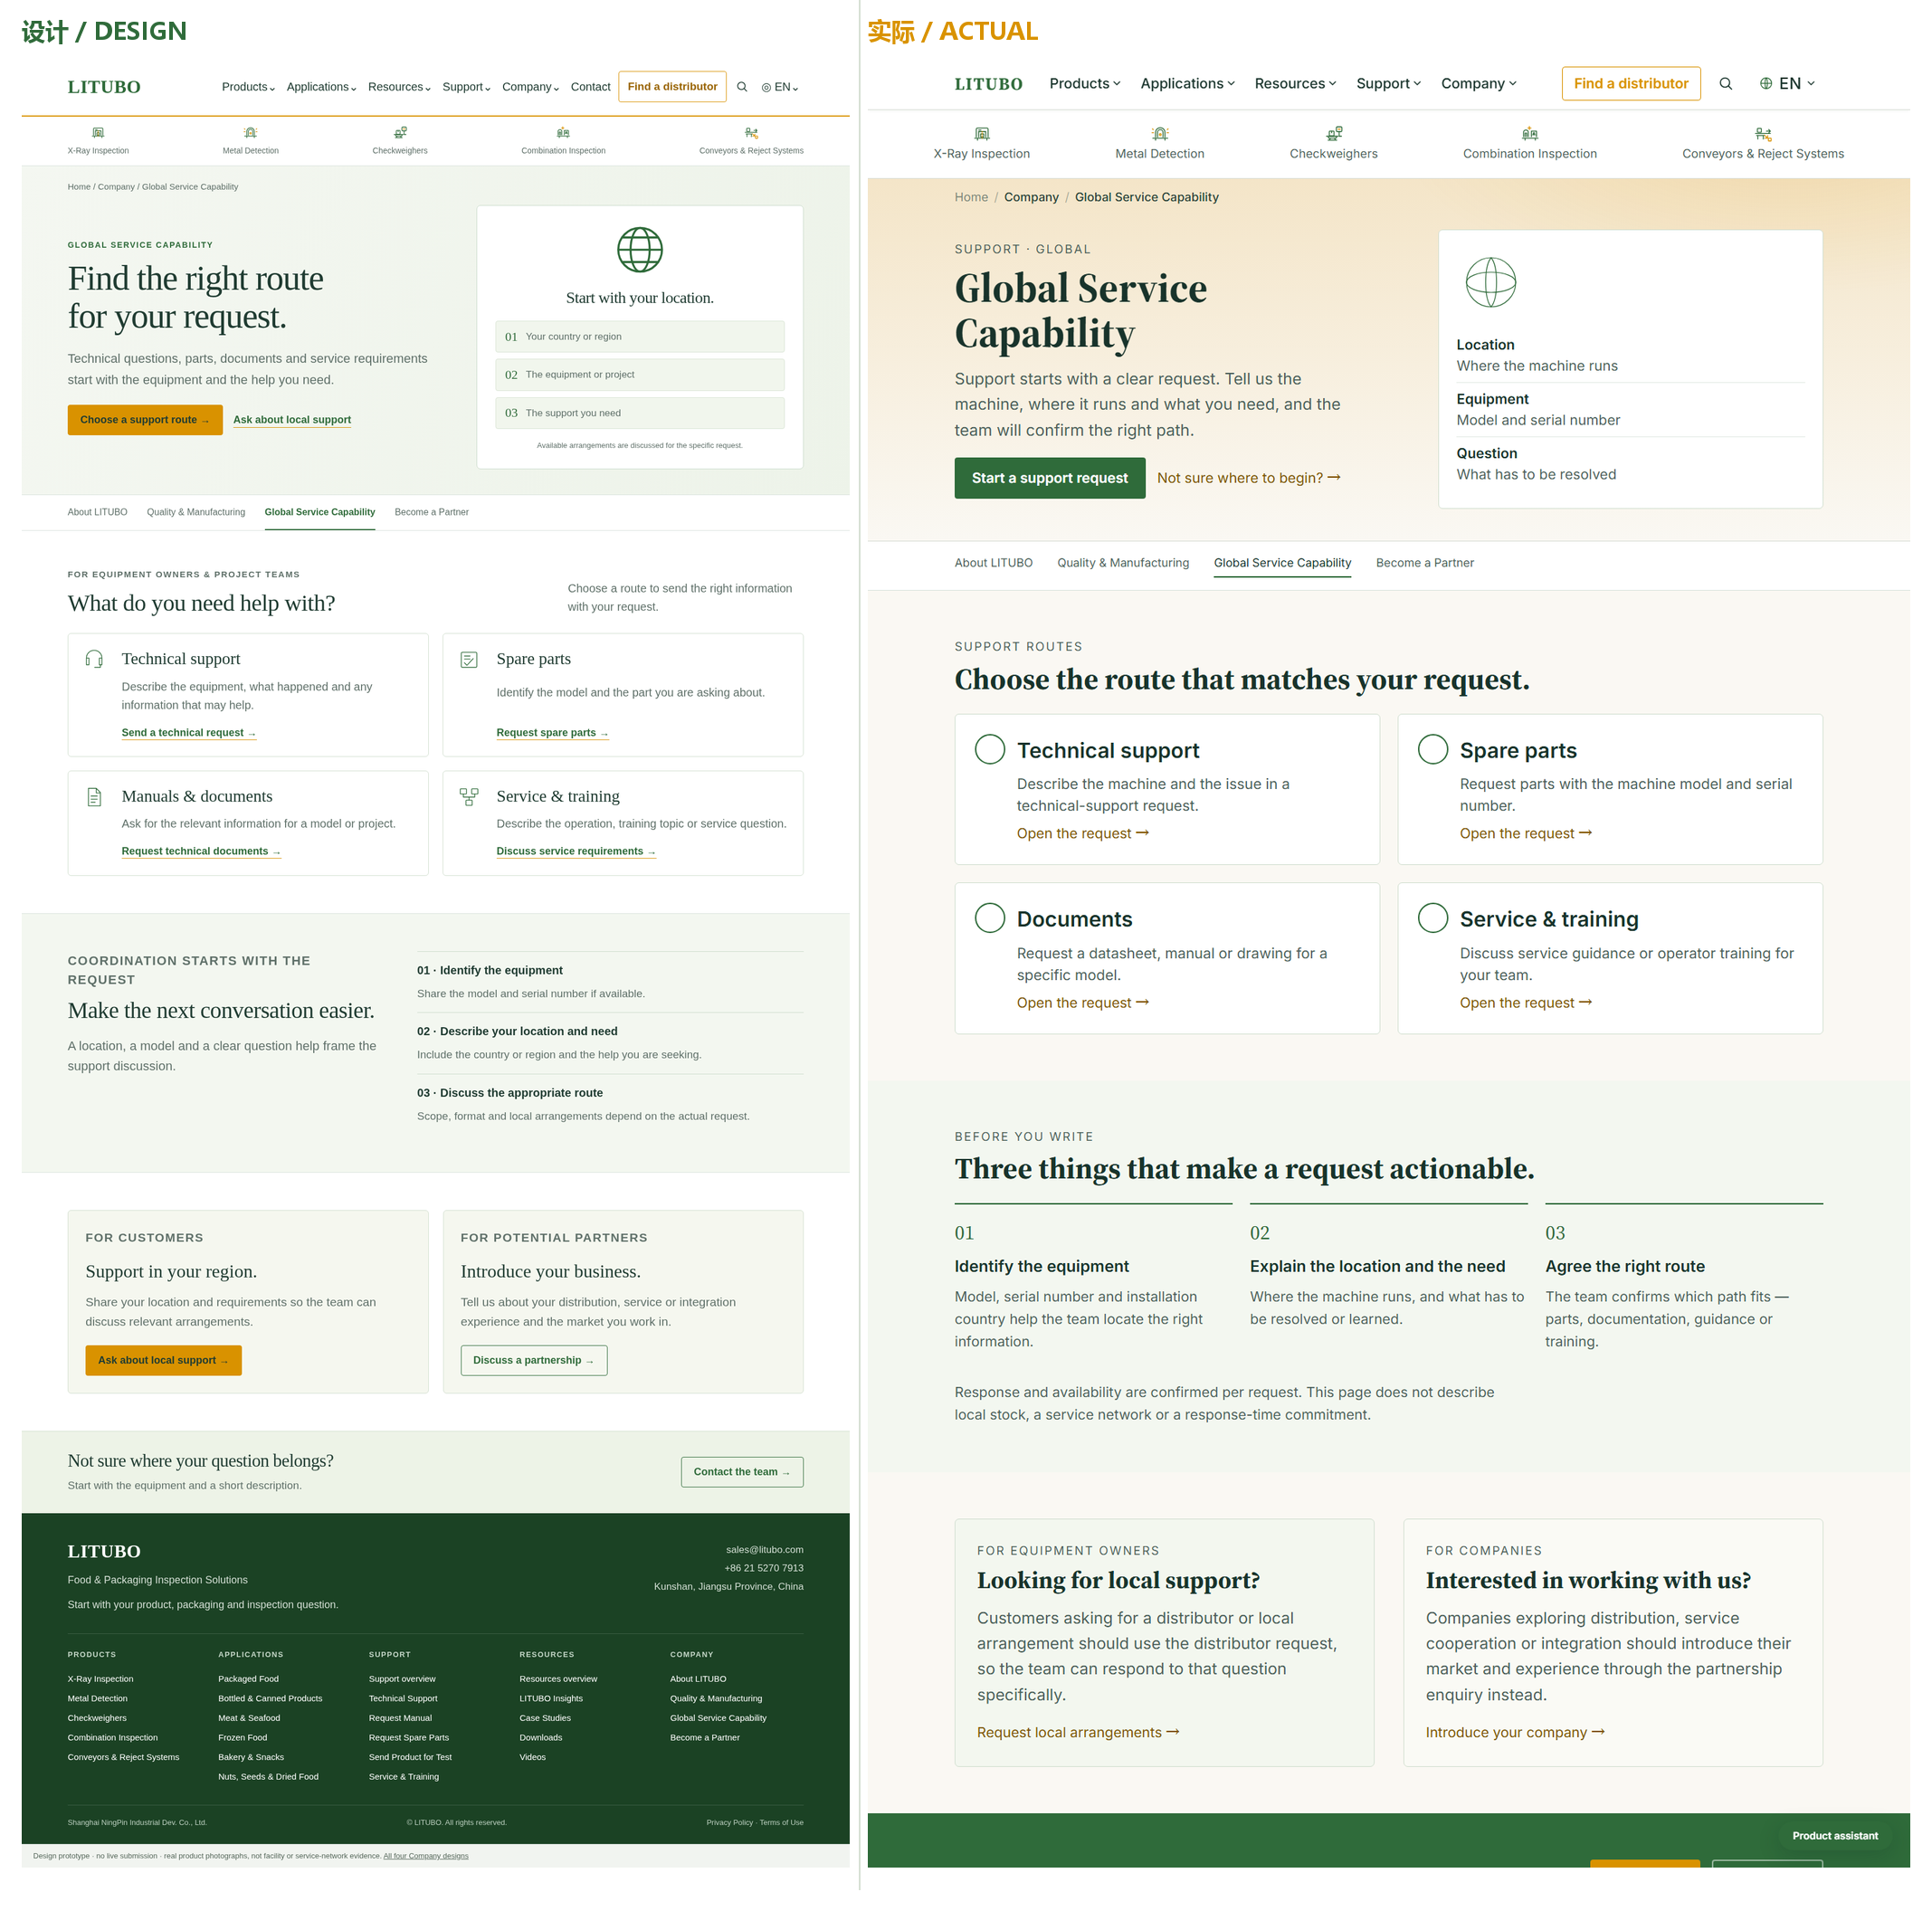 设计 / DESIGN
LITUBO
Products Applications Resources Support Company Contact Find a distributor EN
X-Ray Inspection Metal Detection Checkweighers Combination Inspection Conveyors & Reject Systems
Home / Company / Global Service Capability
GLOBAL SERVICE CAPABILITY
Find the right route
for your request.
Technical questions, parts, documents and service requirements
start with the equipment and the help you need.
Choose a support route → Ask about local support
Start with your location.
01 Your country or region
02 The equipment or project
03 The support you need
Available arrangements are discussed for the specific request.
About LITUBO Quality & Manufacturing Global Service Capability Become a Partner
FOR EQUIPMENT OWNERS & PROJECT TEAMS
What do you need help with?
Choose a route to send the right information
with your request.
Technical support
Describe the equipment, what happened and any
information that may help.
Send a technical request →
Spare parts
Identify the model and the part you are asking about.
Request spare parts →
Manuals & documents
Ask for the relevant information for a model or project.
Request technical documents →
Service & training
Describe the operation, training topic or service question.
Discuss service requirements →
COORDINATION STARTS WITH THE
REQUEST
Make the next conversation easier.
A location, a model and a clear question help frame the
support discussion.
01 · Identify the equipment
Share the model and serial number if available.
02 · Describe your location and need
Include the country or region and the help you are seeking.
03 · Discuss the appropriate route
Scope, format and local arrangements depend on the actual request.
FOR CUSTOMERS
Support in your region.
Share your location and requirements so the team can
discuss relevant arrangements.
Ask about local support →
FOR POTENTIAL PARTNERS
Introduce your business.
Tell us about your distribution, service or integration
experience and the market you work in.
Discuss a partnership →
Not sure where your question belongs?
Start with the equipment and a short description.
Contact the team →
LITUBO
Food & Packaging Inspection Solutions
Start with your product, packaging and inspection question.
sales@litubo.com
+86 21 5270 7913
Kunshan, Jiangsu Province, China
PRODUCTS
X-Ray Inspection
Metal Detection
Checkweighers
Combination Inspection
Conveyors & Reject Systems
APPLICATIONS
Packaged Food
Bottled & Canned Products
Meat & Seafood
Frozen Food
Bakery & Snacks
Nuts, Seeds & Dried Food
SUPPORT
Support overview
Technical Support
Request Manual
Request Spare Parts
Send Product for Test
Service & Training
RESOURCES
Resources overview
LITUBO Insights
Case Studies
Downloads
Videos
COMPANY
About LITUBO
Quality & Manufacturing
Global Service Capability
Become a Partner
Shanghai NingPin Industrial Dev. Co., Ltd. © LITUBO. All rights reserved. Privacy Policy · Terms of Use
Design prototype · no live submission · real product photographs, not facility or service-network evidence. All four Company designs
实际 / ACTUAL
LITUBO Products Applications Resources Support Company Find a distributor EN
X-Ray Inspection Metal Detection Checkweighers Combination Inspection Conveyors & Reject Systems
Home / Company / Global Service Capability
SUPPORT · GLOBAL
Global Service
Capability
Support starts with a clear request. Tell us the
machine, where it runs and what you need, and the
team will confirm the right path.
Start a support request Not sure where to begin? →
Location
Where the machine runs
Equipment
Model and serial number
Question
What has to be resolved
About LITUBO Quality & Manufacturing Global Service Capability Become a Partner
SUPPORT ROUTES
Choose the route that matches your request.
Technical support
Describe the machine and the issue in a
technical-support request.
Open the request →
Spare parts
Request parts with the machine model and serial
number.
Open the request →
Documents
Request a datasheet, manual or drawing for a
specific model.
Open the request →
Service & training
Discuss service guidance or operator training for
your team.
Open the request →
BEFORE YOU WRITE
Three things that make a request actionable.
01
Identify the equipment
Model, serial number and installation
country help the team locate the right
information.
02
Explain the location and the need
Where the machine runs, and what has to
be resolved or learned.
03
Agree the right route
The team confirms which path fits —
parts, documentation, guidance or
training.
Response and availability are confirmed per request. This page does not describe
local stock, a service network or a response-time commitment.
FOR EQUIPMENT OWNERS
Looking for local support?
Customers asking for a distributor or local
arrangement should use the distributor request,
so the team can respond to that question
specifically.
Request local arrangements →
FOR COMPANIES
Interested in working with us?
Companies exploring distribution, service
cooperation or integration should introduce their
market and experience through the partnership
enquiry instead.
Introduce your company →
Product assistant